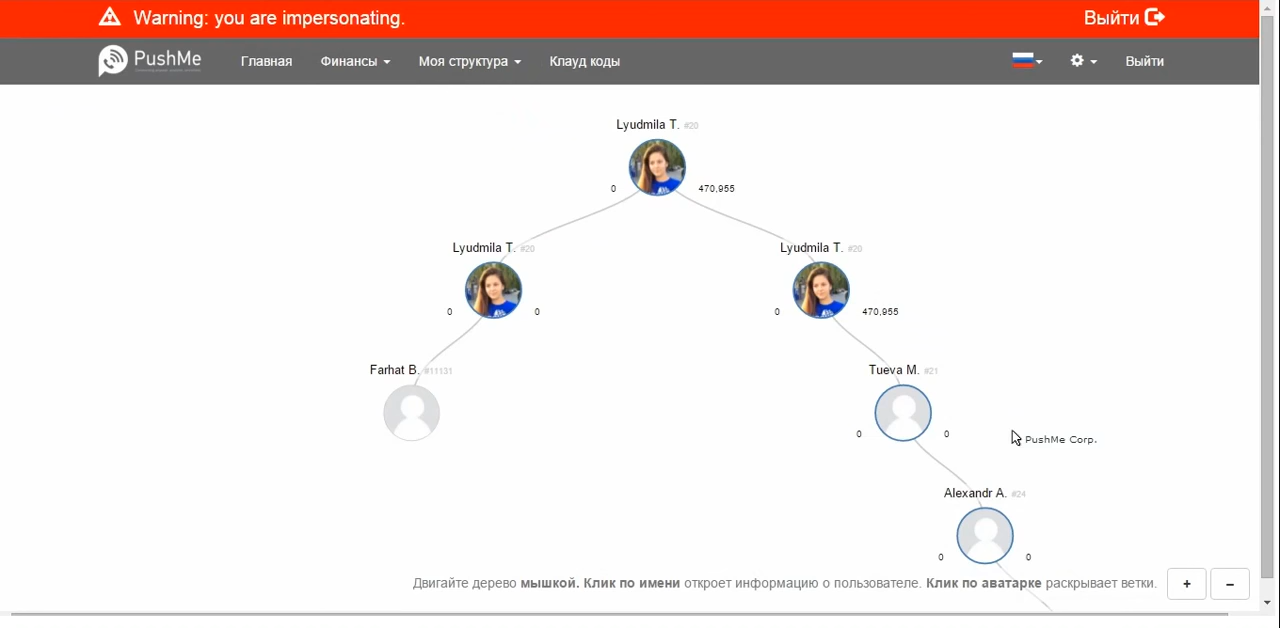 Warning: you are impersonating.
Выйти
PushMe
Главная
Финансы
Моя структура
Клауд коды
Выйти
Lyudmila T. #20
0
470,955
Lyudmila T. #20
0
0
Lyudmila T. #20
0
470,955
Farhat B. #11131
Tueva M. #21
0
0
PushMe Corp.
Alexandr A. #24
0
0
Двигайте дерево мышкой. Клик по имени откроет информацию о пользователе. Клик по аватарке раскрывает ветки.
+
−